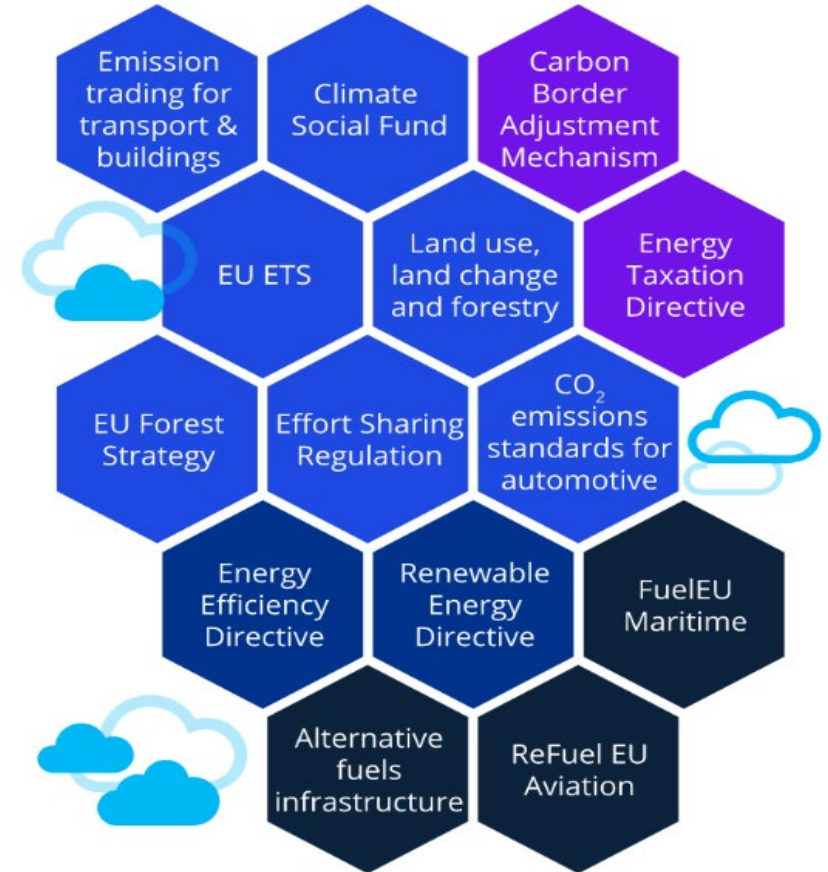 Emission
trading for
transport &
buildings
Climate
Social Fund
Carbon
Border
Adjustment
Mechanism
EU ETS
Land use,
land change
and forestry
Energy
Taxation
Directive
EU Forest
Strategy
Effort Sharing
Regulation
CO₂
emissions
standards for
automotive
Energy
Efficiency
Directive
Renewable
Energy
Directive
FuelEU
Maritime
Alternative
fuels
infrastructure
ReFuel EU
Aviation